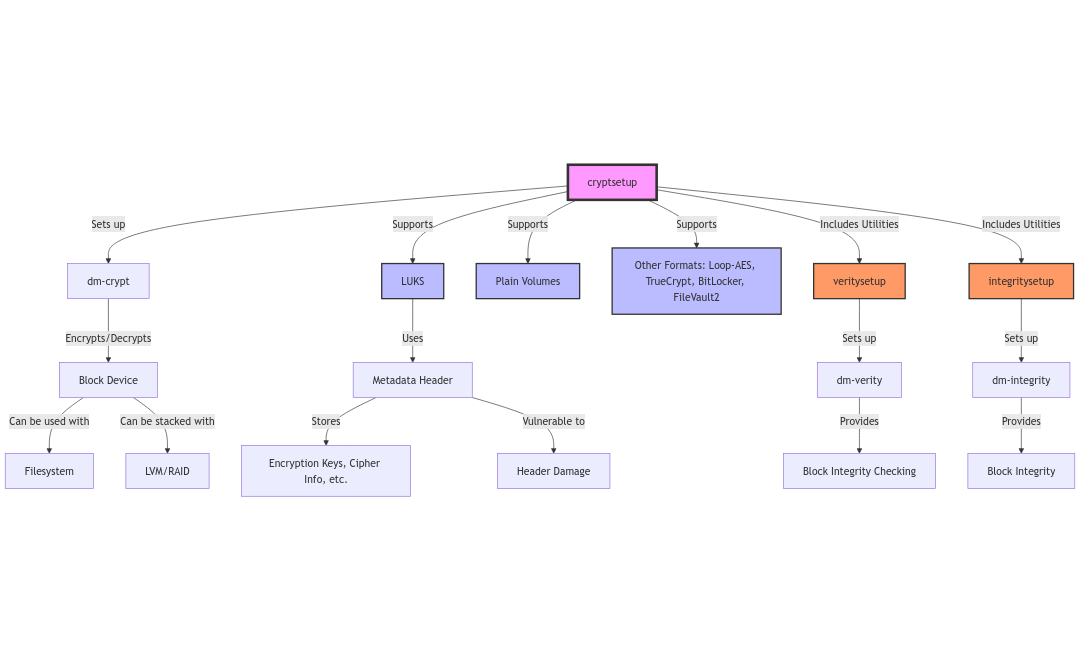 cryptsetup
Sets up
Supports
Supports
Supports
Includes Utilities
Includes Utilities
dm-crypt
LUKS
Plain Volumes
Other Formats: Loop-AES,
TrueCrypt, BitLocker,
FileVault2
veritysetup
integritysetup
Encrypts/Decrypts
Uses
Sets up
Sets up
Block Device
Metadata Header
dm-verity
dm-integrity
Can be used with
Can be stacked with
Stores
Vulnerable to
Provides
Provides
Filesystem
LVM/RAID
Encryption Keys, Cipher
Info, etc.
Header Damage
Block Integrity Checking
Block Integrity